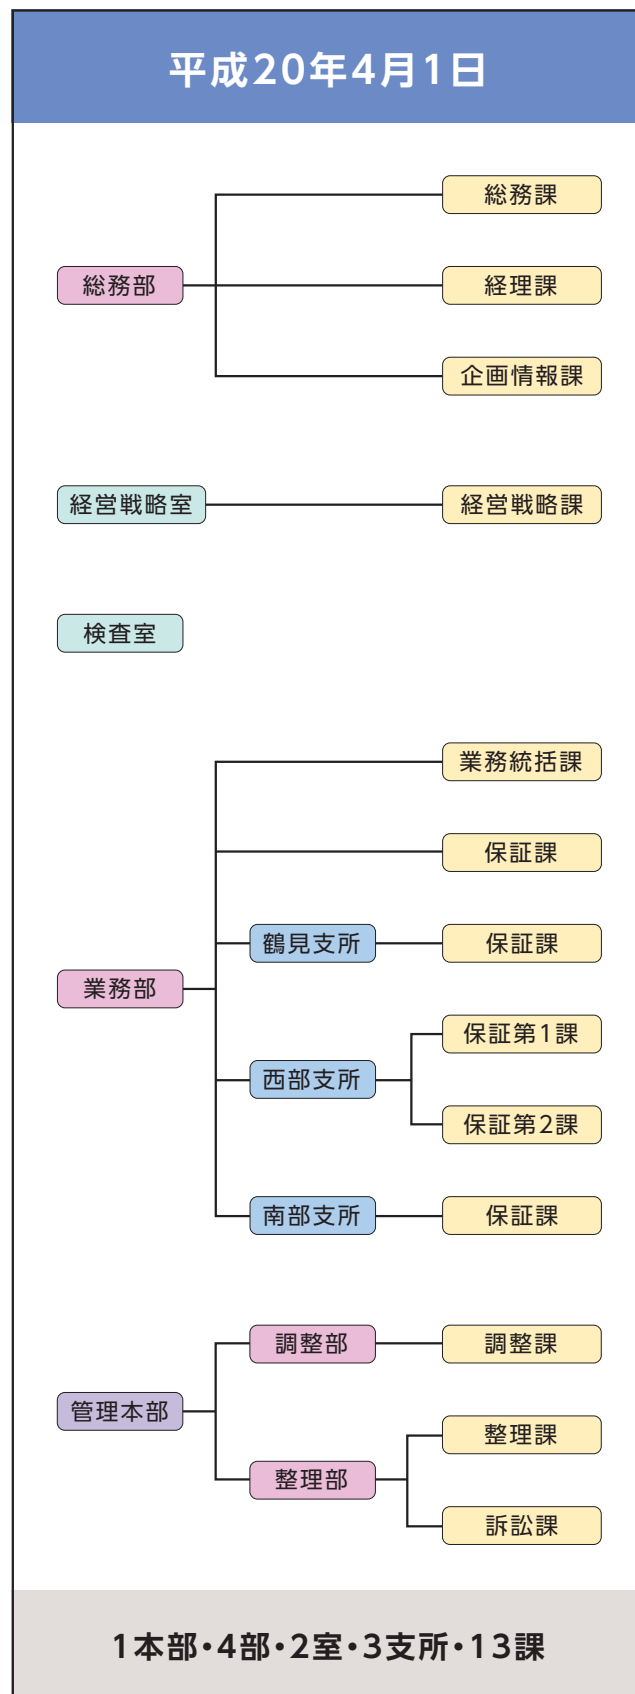 平成20年4月1日
総務課
総務部
経理課
企画情報課
経営戦略室
経営戦略課
検査室
業務統括課
保証課
鶴見支所
保証課
業務部
保証第1課
西部支所
保証第2課
南部支所
保証課
調整部
調整課
管理本部
整理課
整理部
訴訟課
1本部・4部・2室・3支所・13課